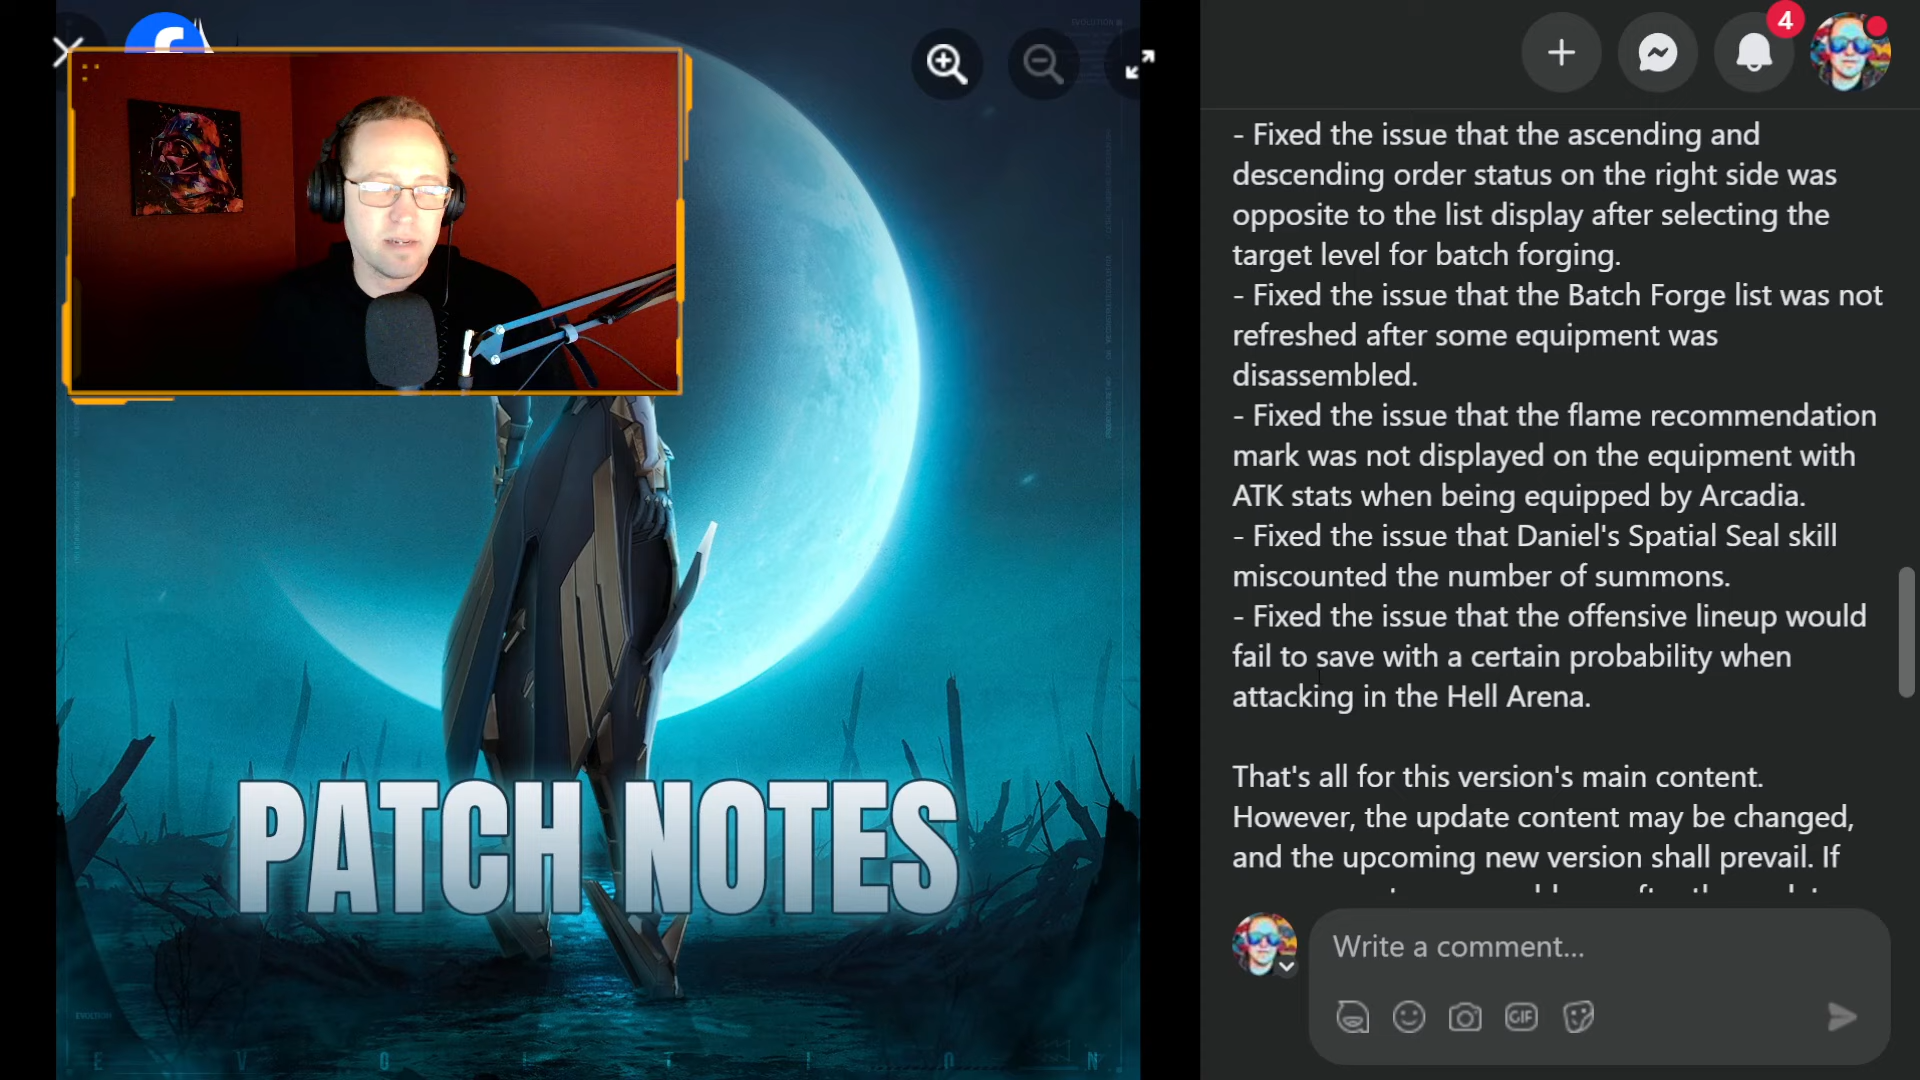 EVOLUTION
4
- Fixed the issue that the ascending and
descending order status on the right side was
opposite to the list display after selecting the
target level for batch forging.
- Fixed the issue that the Batch Forge list was not
refreshed after some equipment was
disassembled.
- Fixed the issue that the flame recommendation
mark was not displayed on the equipment with
ATK stats when being equipped by Arcadia.
- Fixed the issue that Daniel's Spatial Seal skill
miscounted the number of summons.
- Fixed the issue that the offensive lineup would
fail to save with a certain probability when
attacking in the Hell Arena.
That's all for this version's main content.
However, the update content may be changed,
and the upcoming new version shall prevail. If
PATCH NOTES
Write a comment...
GIF
EVOLUTION
E V O L T I O N